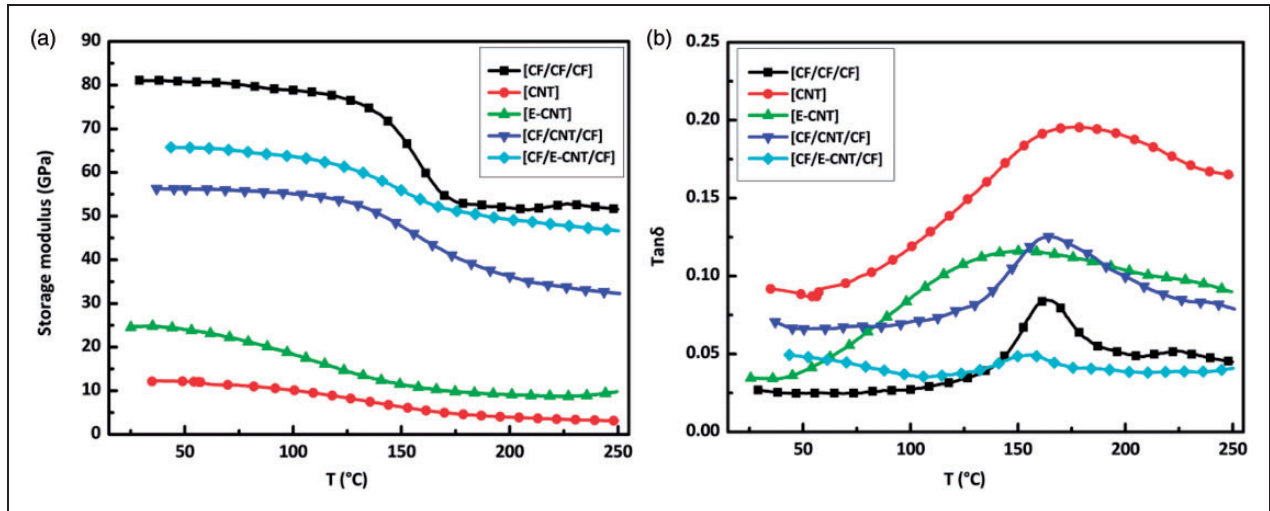 (a)
90
80
70
60
50
40
30
20
10
0
Storage modulus (GPa)
50
100
150
200
250
T (°C)
[CF/CF/CF]
[CNT]
[E-CNT]
[CF/CNT/CF]
[CF/E-CNT/CF]
(b)
0.25
0.20
0.15
0.10
0.05
0.00
Tanδ
50
100
150
200
250
T (°C)
[CF/CF/CF]
[CNT]
[E-CNT]
[CF/CNT/CF]
[CF/E-CNT/CF]